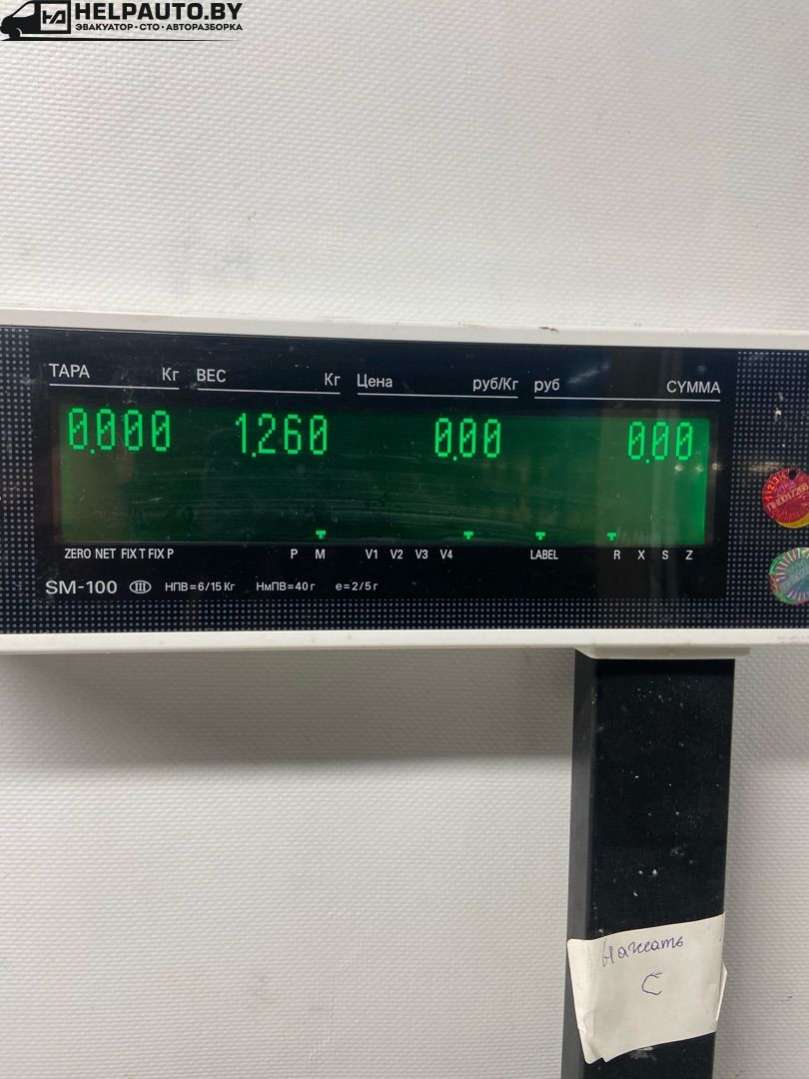 HELPAUTO.BY
ЭВАКУАТОР·СТО·АВТОРАЗБОРКА
ТАРА Кг ВЕС Кг Цена руб/Кг руб СУММА
0.000 1.260 0.00 0.00
ZERO NET FIX T FIX P P M V1 V2 V3 V4 LABEL R X S Z
SM-100 III НПВ=6/15 Кг НмПВ=40 г e=2/5 г
Нажать
С